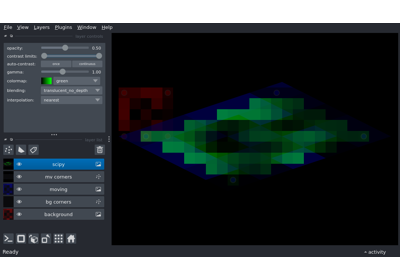 File View Layers Plugins Window Help
opacity: 0.50
contrast limits:
auto-contrast: once continuous
gamma: 1.00
colormap: green
blending: translucent_no_depth
interpolation: nearest
scipy
mv corners
moving
bg corners
background
Ready activity